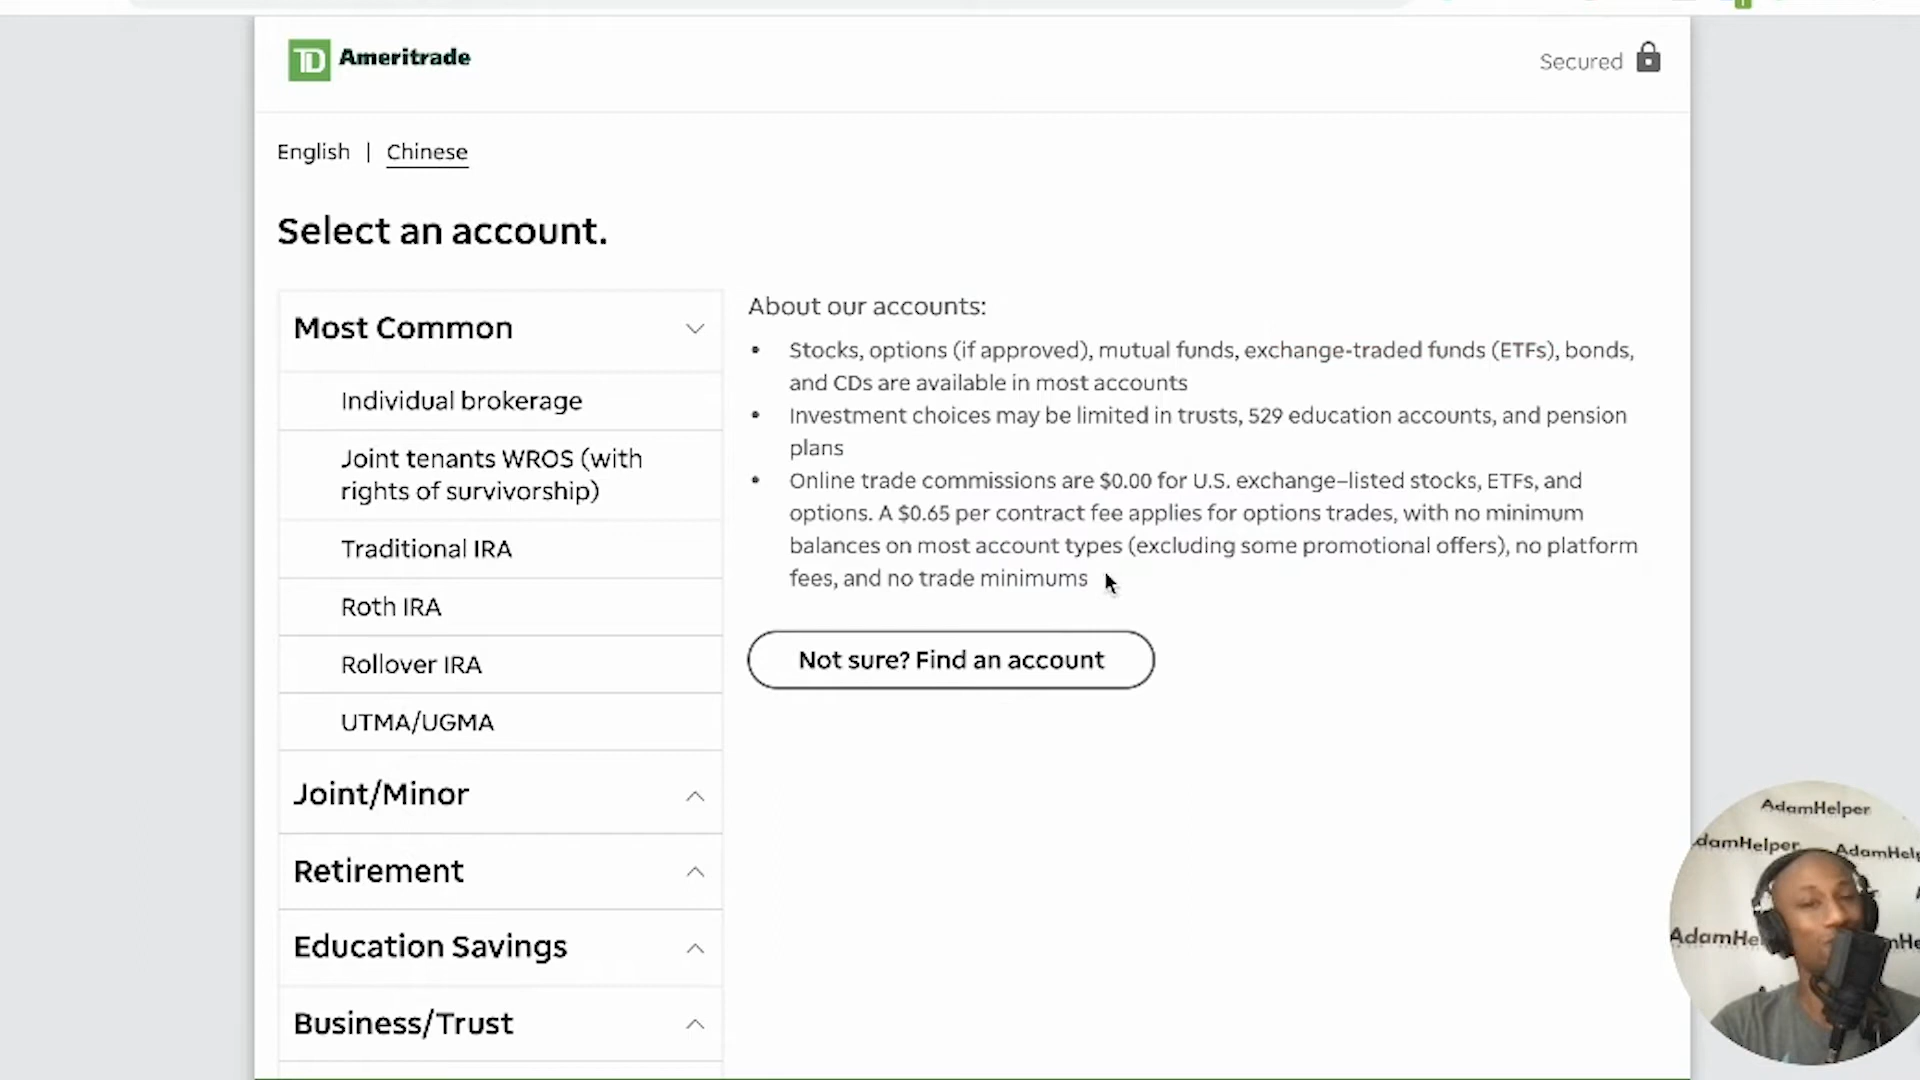 TD Ameritrade
Secured
English | Chinese
Select an account.
Most Common
Individual brokerage
Joint tenants WROS (with
rights of survivorship)
Traditional IRA
Roth IRA
Rollover IRA
UTMA/UGMA
Joint/Minor
Retirement
Education Savings
Business/Trust
About our accounts:
• Stocks, options (if approved), mutual funds, exchange-traded funds (ETFs), bonds,
and CDs are available in most accounts
• Investment choices may be limited in trusts, 529 education accounts, and pension
plans
• Online trade commissions are $0.00 for U.S. exchange–listed stocks, ETFs, and
options. A $0.65 per contract fee applies for options trades, with no minimum
balances on most account types (excluding some promotional offers), no platform
fees, and no trade minimums
Not sure? Find an account
AdamHelper